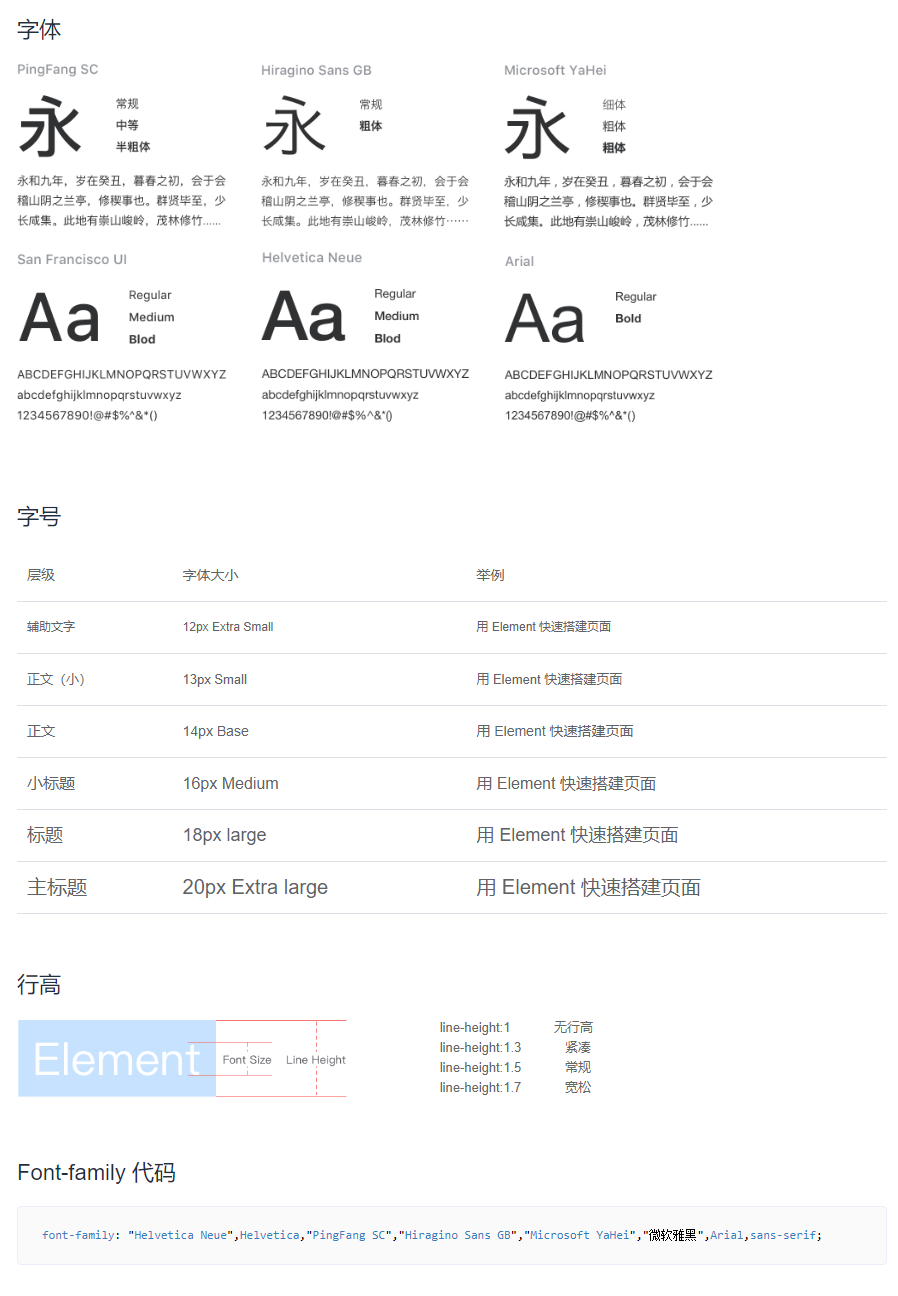 字体
PingFang SC
永
常规
中等
半粗体
永和九年，岁在癸丑，暮春之初，会于会
稽山阴之兰亭，修稧事也。群贤毕至，少
长咸集。此地有崇山峻岭，茂林修竹......
Hiragino Sans GB
永
常规
粗体
永和九年，岁在癸丑，暮春之初，会于会
稽山阴之兰亭，修稧事也。群贤毕至，少
长咸集。此地有崇山峻岭，茂林修竹……
Microsoft YaHei
永
细体
粗体
粗体
永和九年，岁在癸丑，暮春之初，会于会
稽山阴之兰亭，修稧事也。群贤毕至，少
长咸集。此地有崇山峻岭，茂林修竹......
San Francisco UI
Aa
Regular
Medium
Blod
ABCDEFGHIJKLMNOPQRSTUVWXYZ
abcdefghijklmnopqrstuvwxyz
1234567890!@#$%^&*()
Helvetica Neue
Aa
Regular
Medium
Blod
ABCDEFGHIJKLMNOPQRSTUVWXYZ
abcdefghijklmnopqrstuvwxyz
1234567890!@#$%^&*()
Arial
Aa
Regular
Bold
ABCDEFGHIJKLMNOPQRSTUVWXYZ
abcdefghijklmnopqrstuvwxyz
1234567890!@#$%^&*()
字号
层级 字体大小 举例
辅助文字 12px Extra Small 用 Element 快速搭建页面
正文（小） 13px Small 用 Element 快速搭建页面
正文 14px Base 用 Element 快速搭建页面
小标题 16px Medium 用 Element 快速搭建页面
标题 18px large 用 Element 快速搭建页面
主标题 20px Extra large 用 Element 快速搭建页面
行高
Element Font Size Line Height
line-height:1 无行高
line-height:1.3 紧凑
line-height:1.5 常规
line-height:1.7 宽松
Font-family 代码
font-family: "Helvetica Neue",Helvetica,"PingFang SC","Hiragino Sans GB","Microsoft YaHei","微软雅黑",Arial,sans-serif;